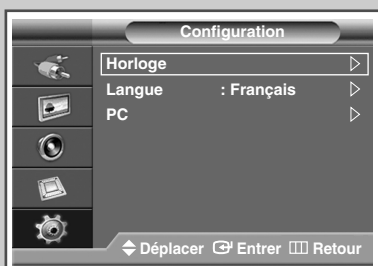 Configuration
Horloge
Langue : Français
PC
Déplacer Entrer Retour